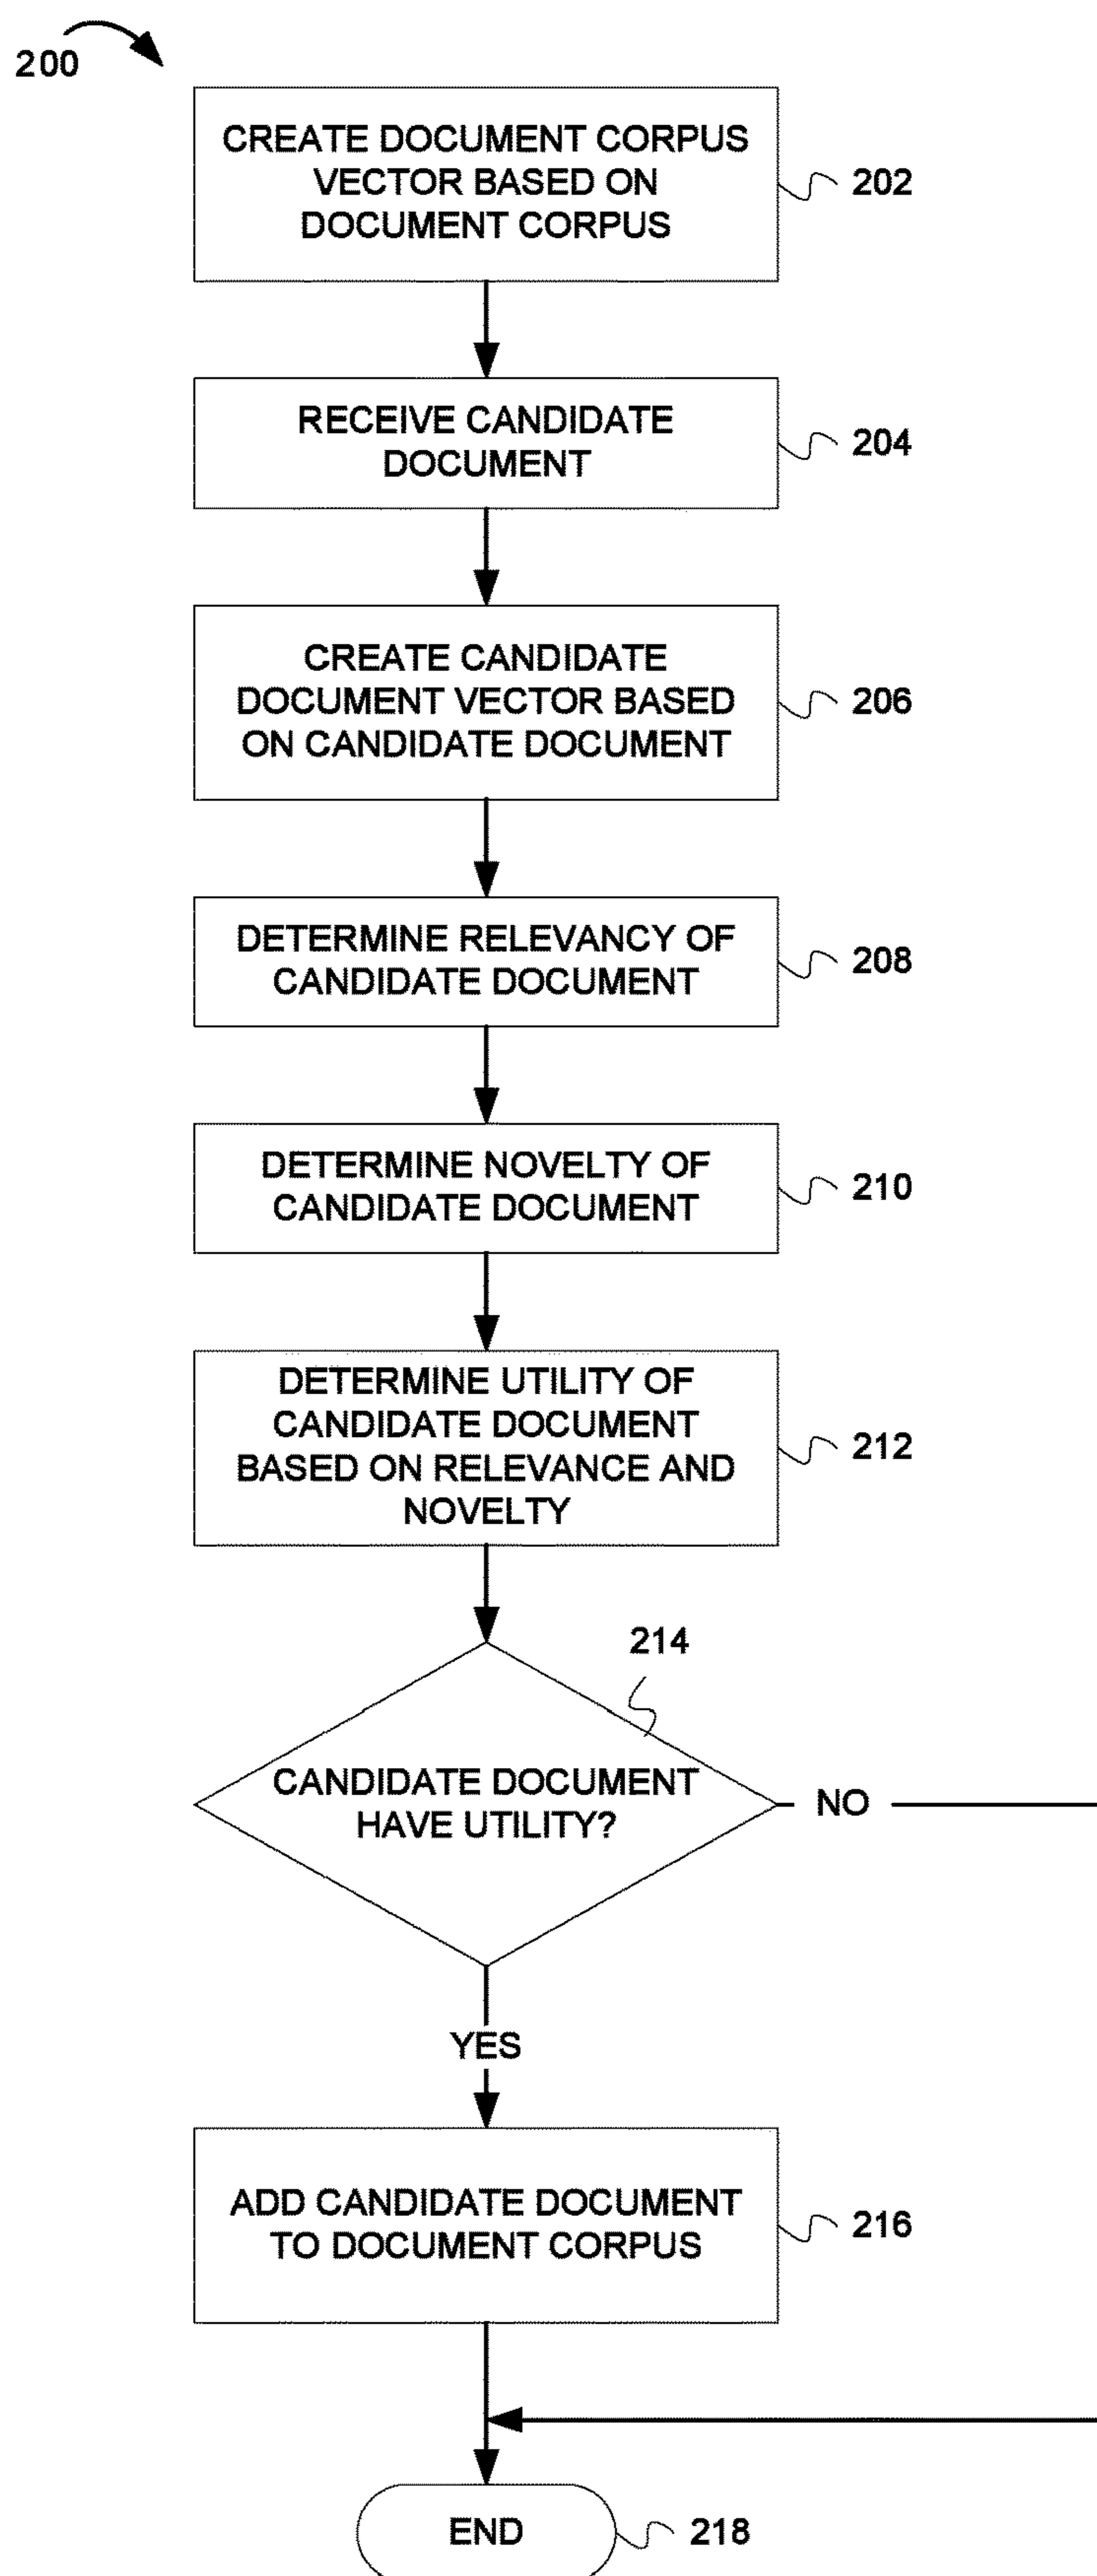 200
CREATE DOCUMENT CORPUS
VECTOR BASED ON
DOCUMENT CORPUS
202
RECEIVE CANDIDATE
DOCUMENT
204
CREATE CANDIDATE
DOCUMENT VECTOR BASED
ON CANDIDATE DOCUMENT
206
DETERMINE RELEVANCY OF
CANDIDATE DOCUMENT
208
DETERMINE NOVELTY OF
CANDIDATE DOCUMENT
210
DETERMINE UTILITY OF
CANDIDATE DOCUMENT
BASED ON RELEVANCE AND
NOVELTY
212
214
CANDIDATE DOCUMENT
HAVE UTILITY?
NO
YES
ADD CANDIDATE DOCUMENT
TO DOCUMENT CORPUS
216
END
218